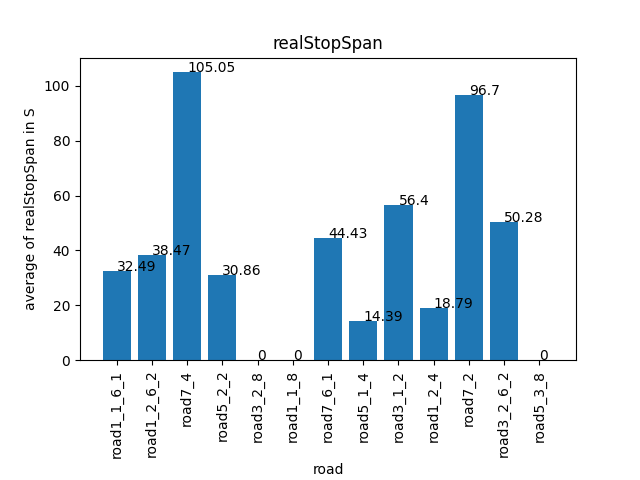 realStopSpan
average of realStopSpan in S
100
80
60
40
20
0
32.49
38.47
105.05
30.86
0
0
44.43
14.39
56.4
18.79
96.7
50.28
0
road1_1_6_1
road1_2_6_2
road7_4
road5_2_2
road3_2_8
road1_1_8
road7_6_1
road5_1_4
road3_1_2
road1_2_4
road7_2
road3_2_6_2
road5_3_8
road